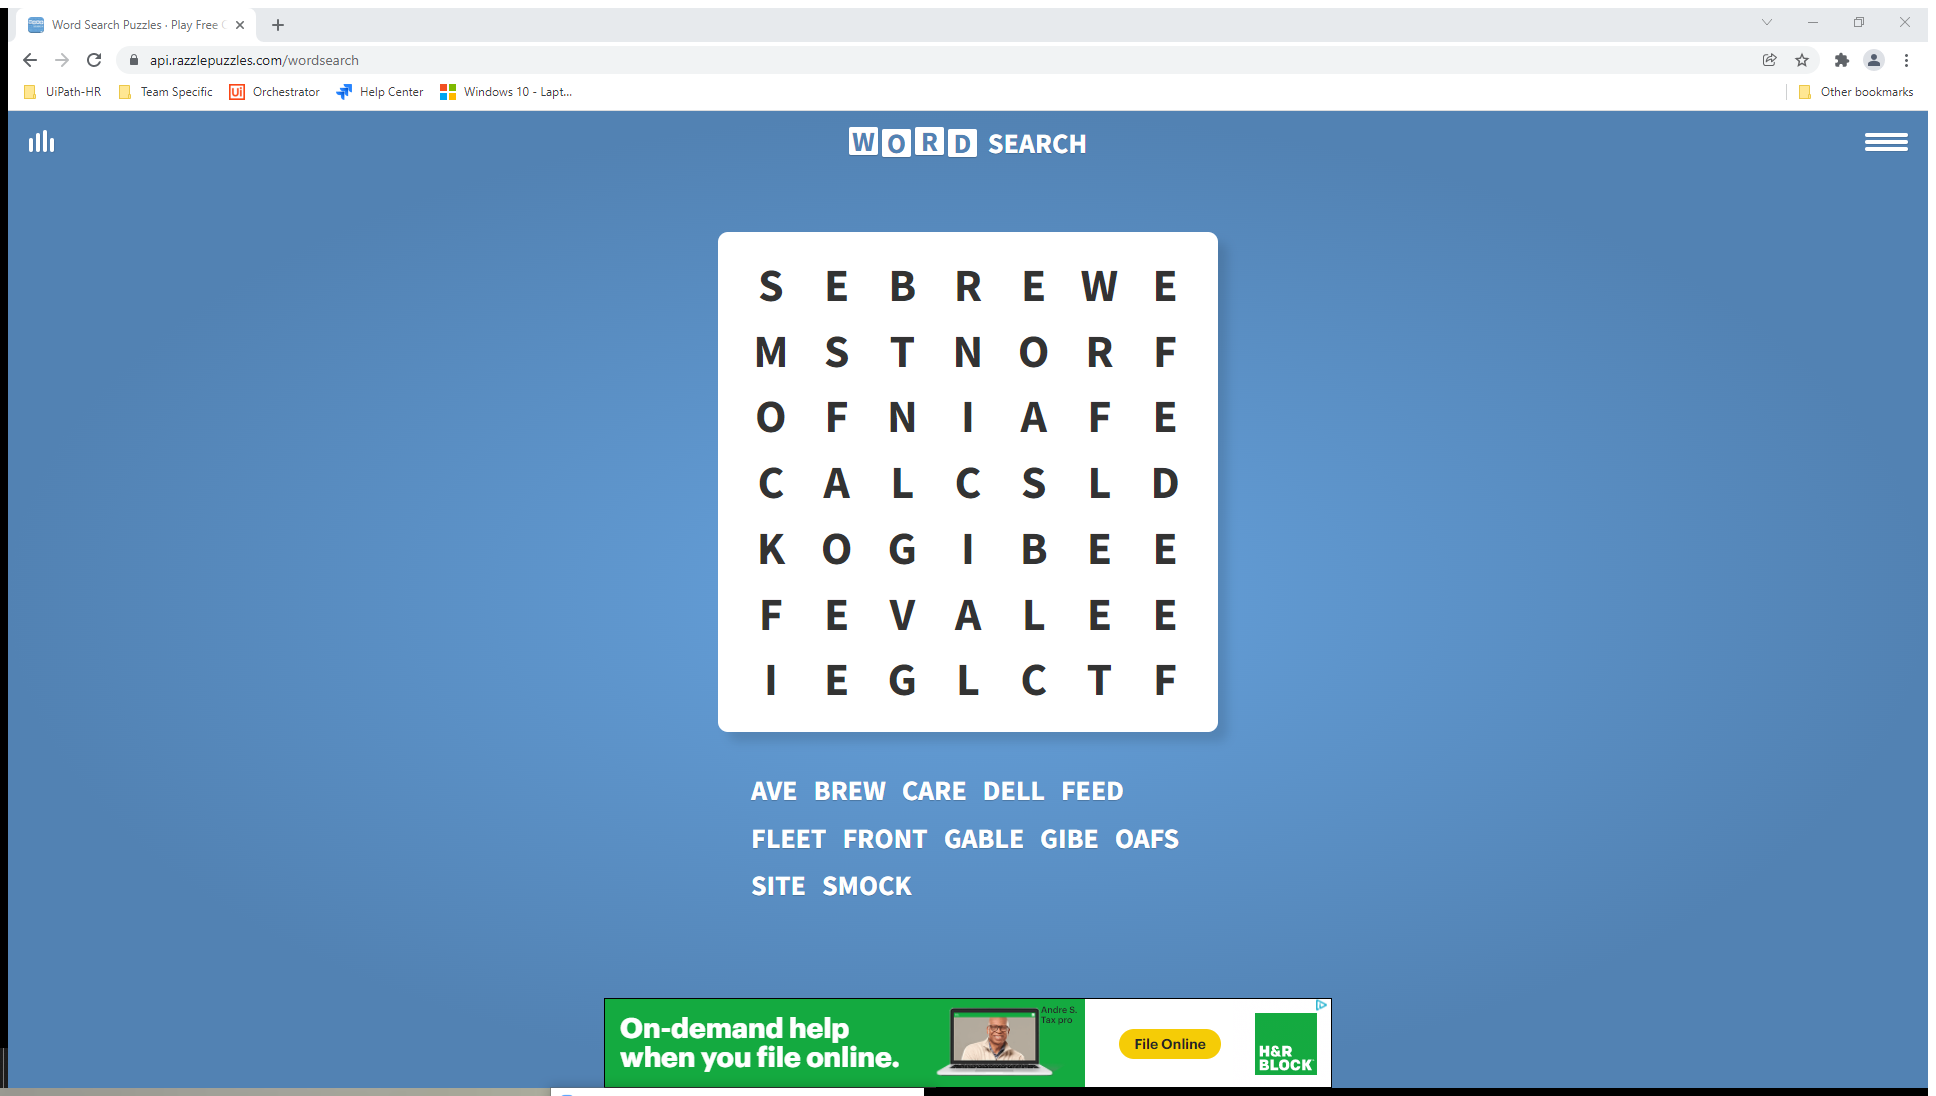 Word Search Puzzles · Play Free
api.razzlepuzzles.com/wordsearch
UiPath-HR Team Specific Ui Orchestrator Help Center Windows 10 - Lapt... Other bookmarks
WORD SEARCH
S E B R E W E
M S T N O R F
O F N I A F E
C A L C S L D
K O G I B E E
F E V A L E E
I E G L C T F
AVE BREW CARE DELL FEED
FLEET FRONT GABLE GIBE OAFS
SITE SMOCK
Andre S.
Tax pro
On-demand help
when you file online.
File Online
H&R
BLOCK